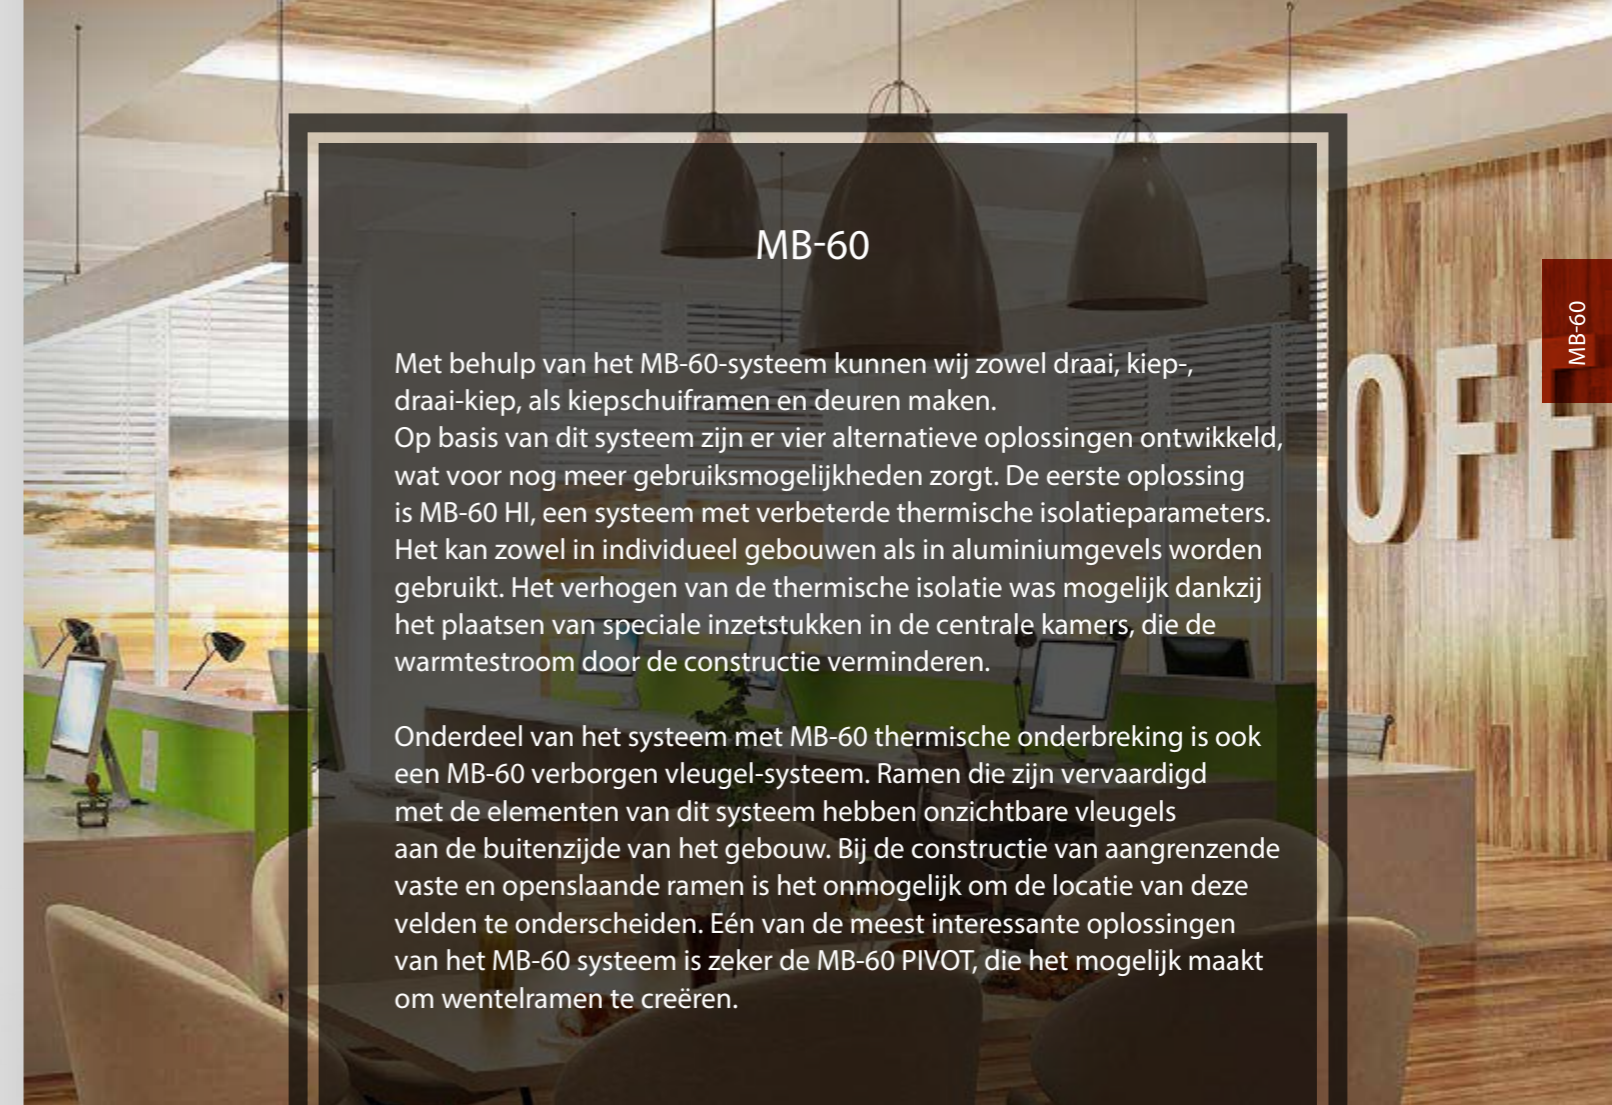 MB-60
MB-60
OFF
Met behulp van het MB-60-systeem kunnen wij zowel draai, kiep-,
draai-kiep, als kiepschuiframen en deuren maken.
Op basis van dit systeem zijn er vier alternatieve oplossingen ontwikkeld,
wat voor nog meer gebruiksmogelijkheden zorgt. De eerste oplossing
is MB-60 HI, een systeem met verbeterde thermische isolatieparameters.
Het kan zowel in individueel gebouwen als in aluminiumgevels worden
gebruikt. Het verhogen van de thermische isolatie was mogelijk dankzij
het plaatsen van speciale inzetstukken in de centrale kamers, die de
warmtestroom door de constructie verminderen.
Onderdeel van het systeem met MB-60 thermische onderbreking is ook
een MB-60 verborgen vleugel-systeem. Ramen die zijn vervaardigd
met de elementen van dit systeem hebben onzichtbare vleugels
aan de buitenzijde van het gebouw. Bij de constructie van aangrenzende
vaste en openslaande ramen is het onmogelijk om de locatie van deze
velden te onderscheiden. Eén van de meest interessante oplossingen
van het MB-60 systeem is zeker de MB-60 PIVOT, die het mogelijk maakt
om wentelramen te creëren.